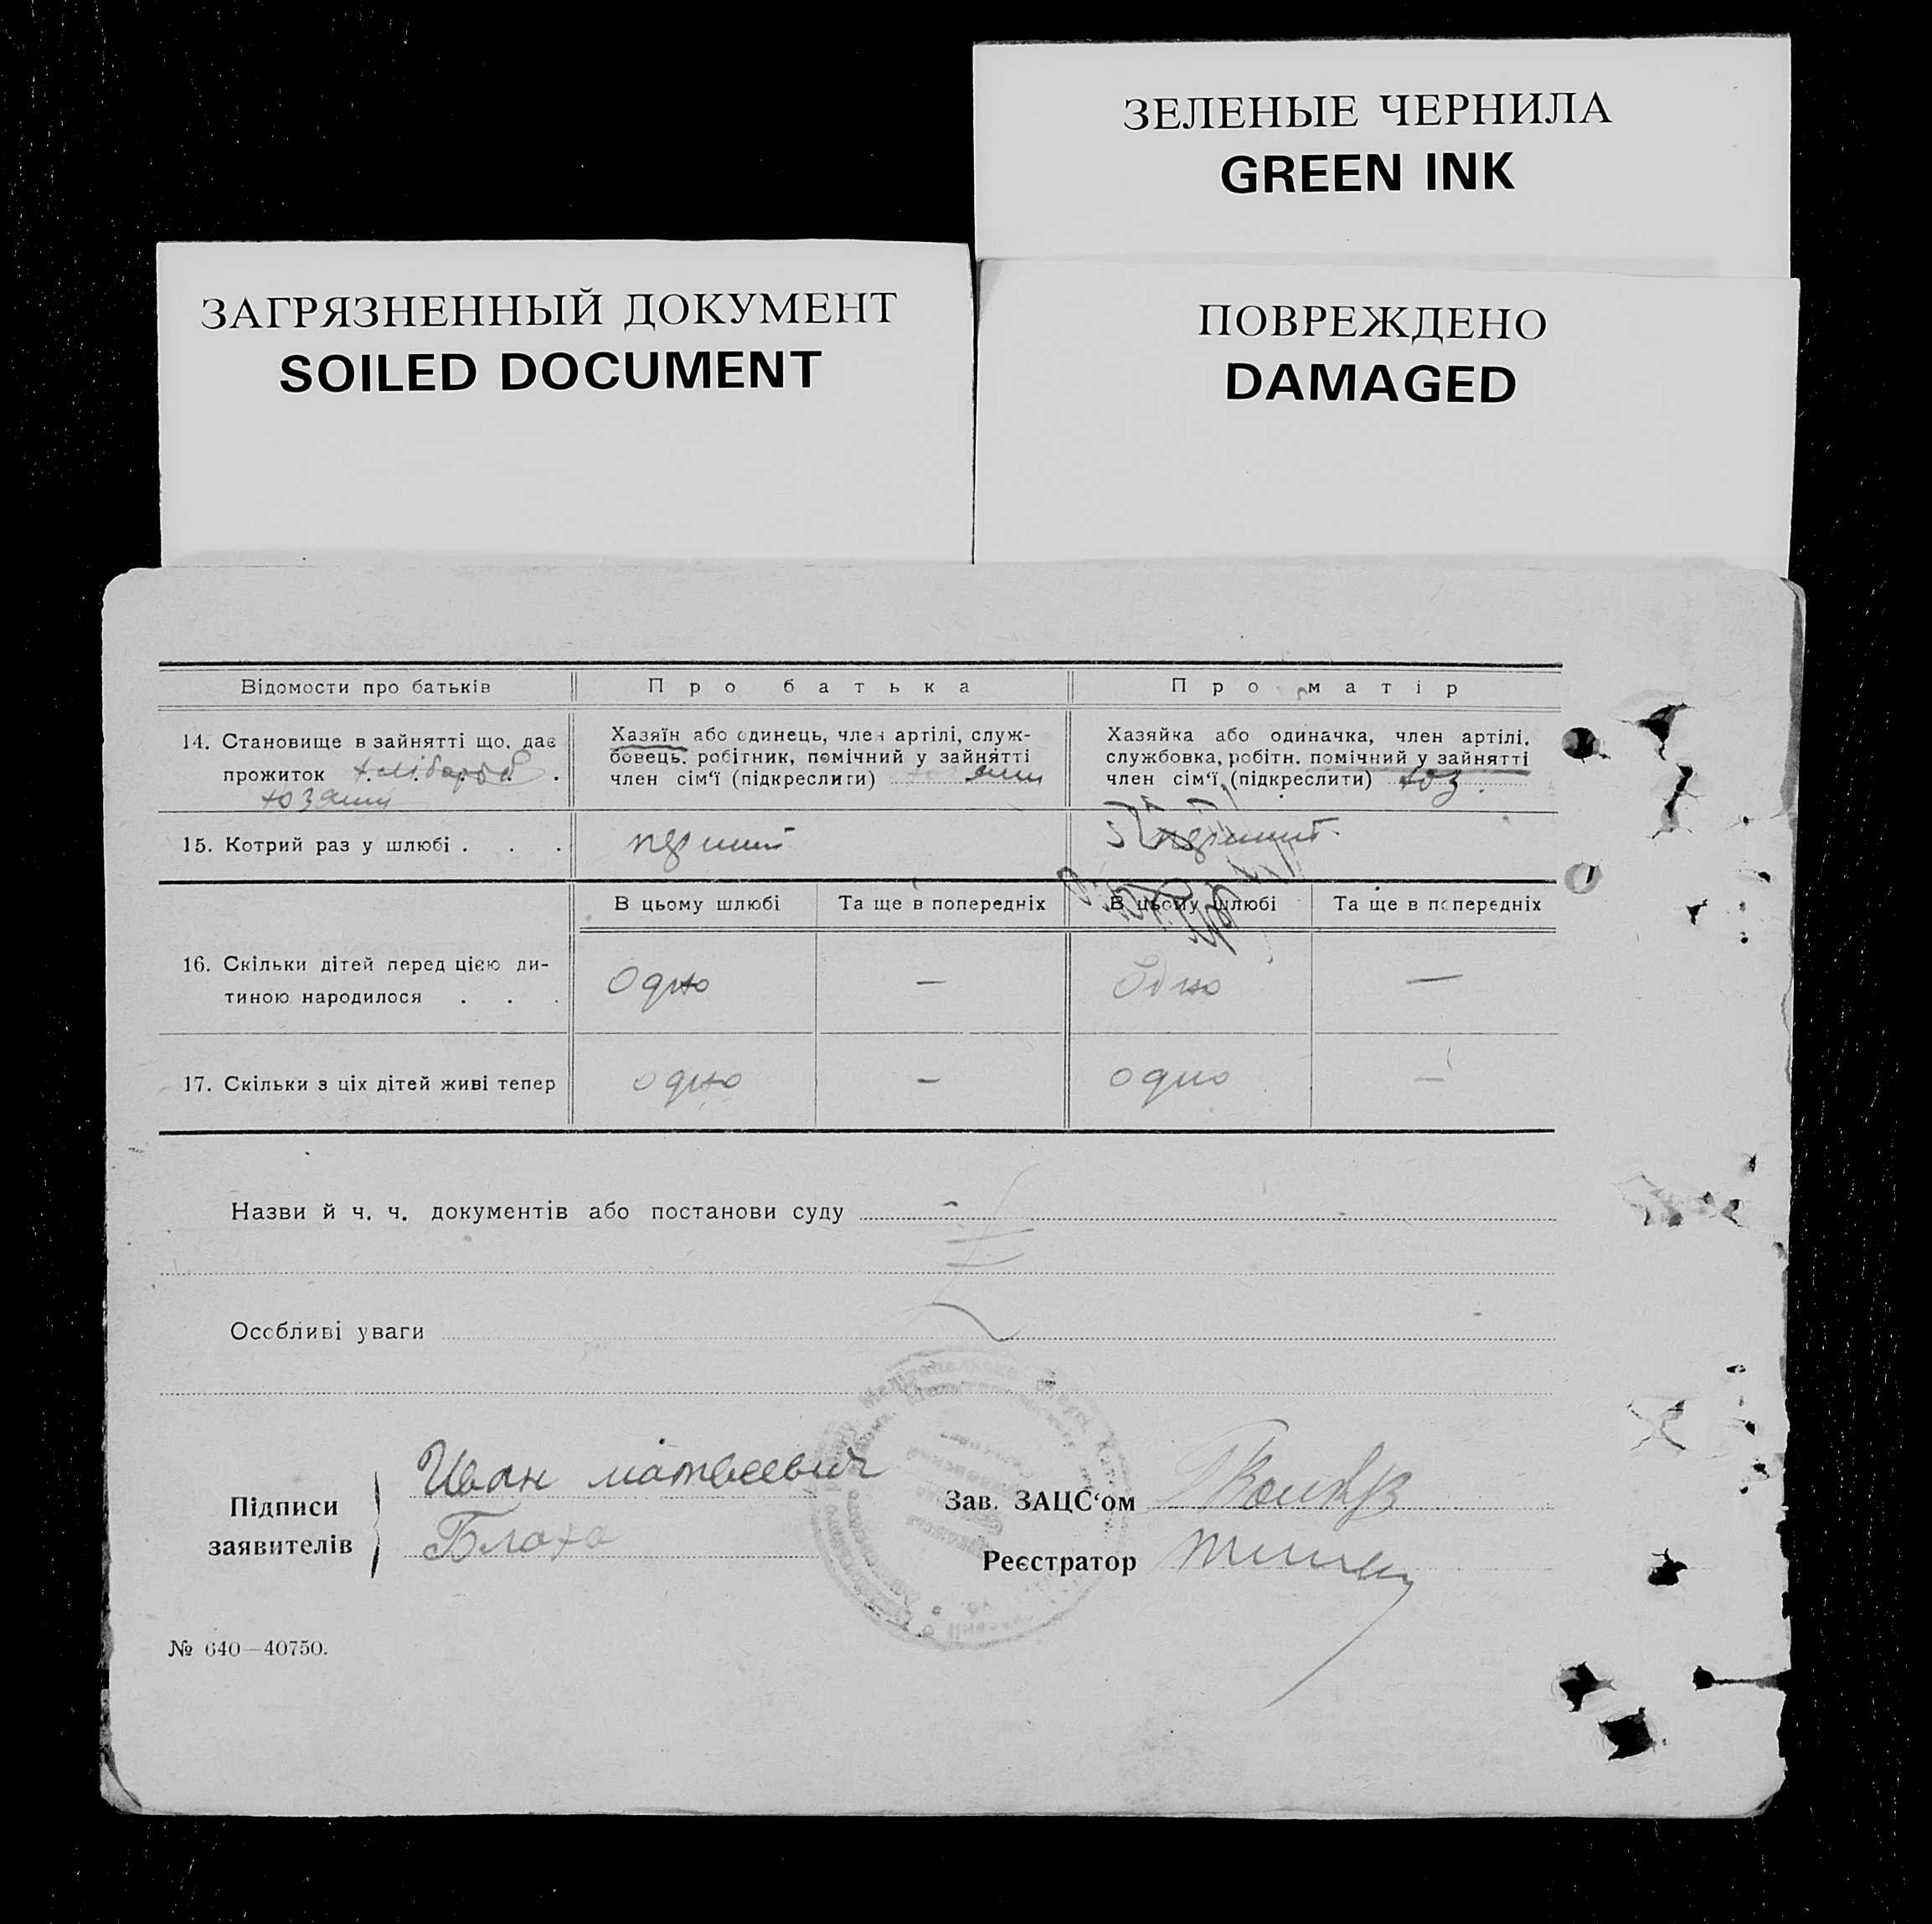 ЗЕЛЕНЫЕ ЧЕРНИЛА
GREEN INK
ЗАГРЯЗНЕННЫЙ ДОКУМЕНТ
SOILED DOCUMENT
ПОВРЕЖДЕНО
DAMAGED
Відомости про батьків
Про батька
Про матір
14. Становище в зайнятті що дає
прожиток
Хазяїн або одинець, член артілі, служ-
бовець, робітник, помічний у зайнятті
член сім'ї (підкреслити)
Хазяйка або одиначка, член артілі,
службовка, робітн. помічний у зайнятті
член сім'ї (підкреслити)
15. Котрий раз у шлюбі . . .
перший
перший
В цьому шлюбі
Та ще в попередніх
В цьому шлюбі
Та ще в попередніх
16. Скільки дітей перед цією ди-
тиною народилося . . .
Одно
—
Одно
—
17. Скільки з ціх дітей живі тепер
одно
—
одно
—
Назви й ч. ч. документів або постанови суду
Особливі уваги
Підписи
заявителів
Иван матвеевич
Блоха
Зав. ЗАЦС'ом
Реєстратор
№ 640—40750.